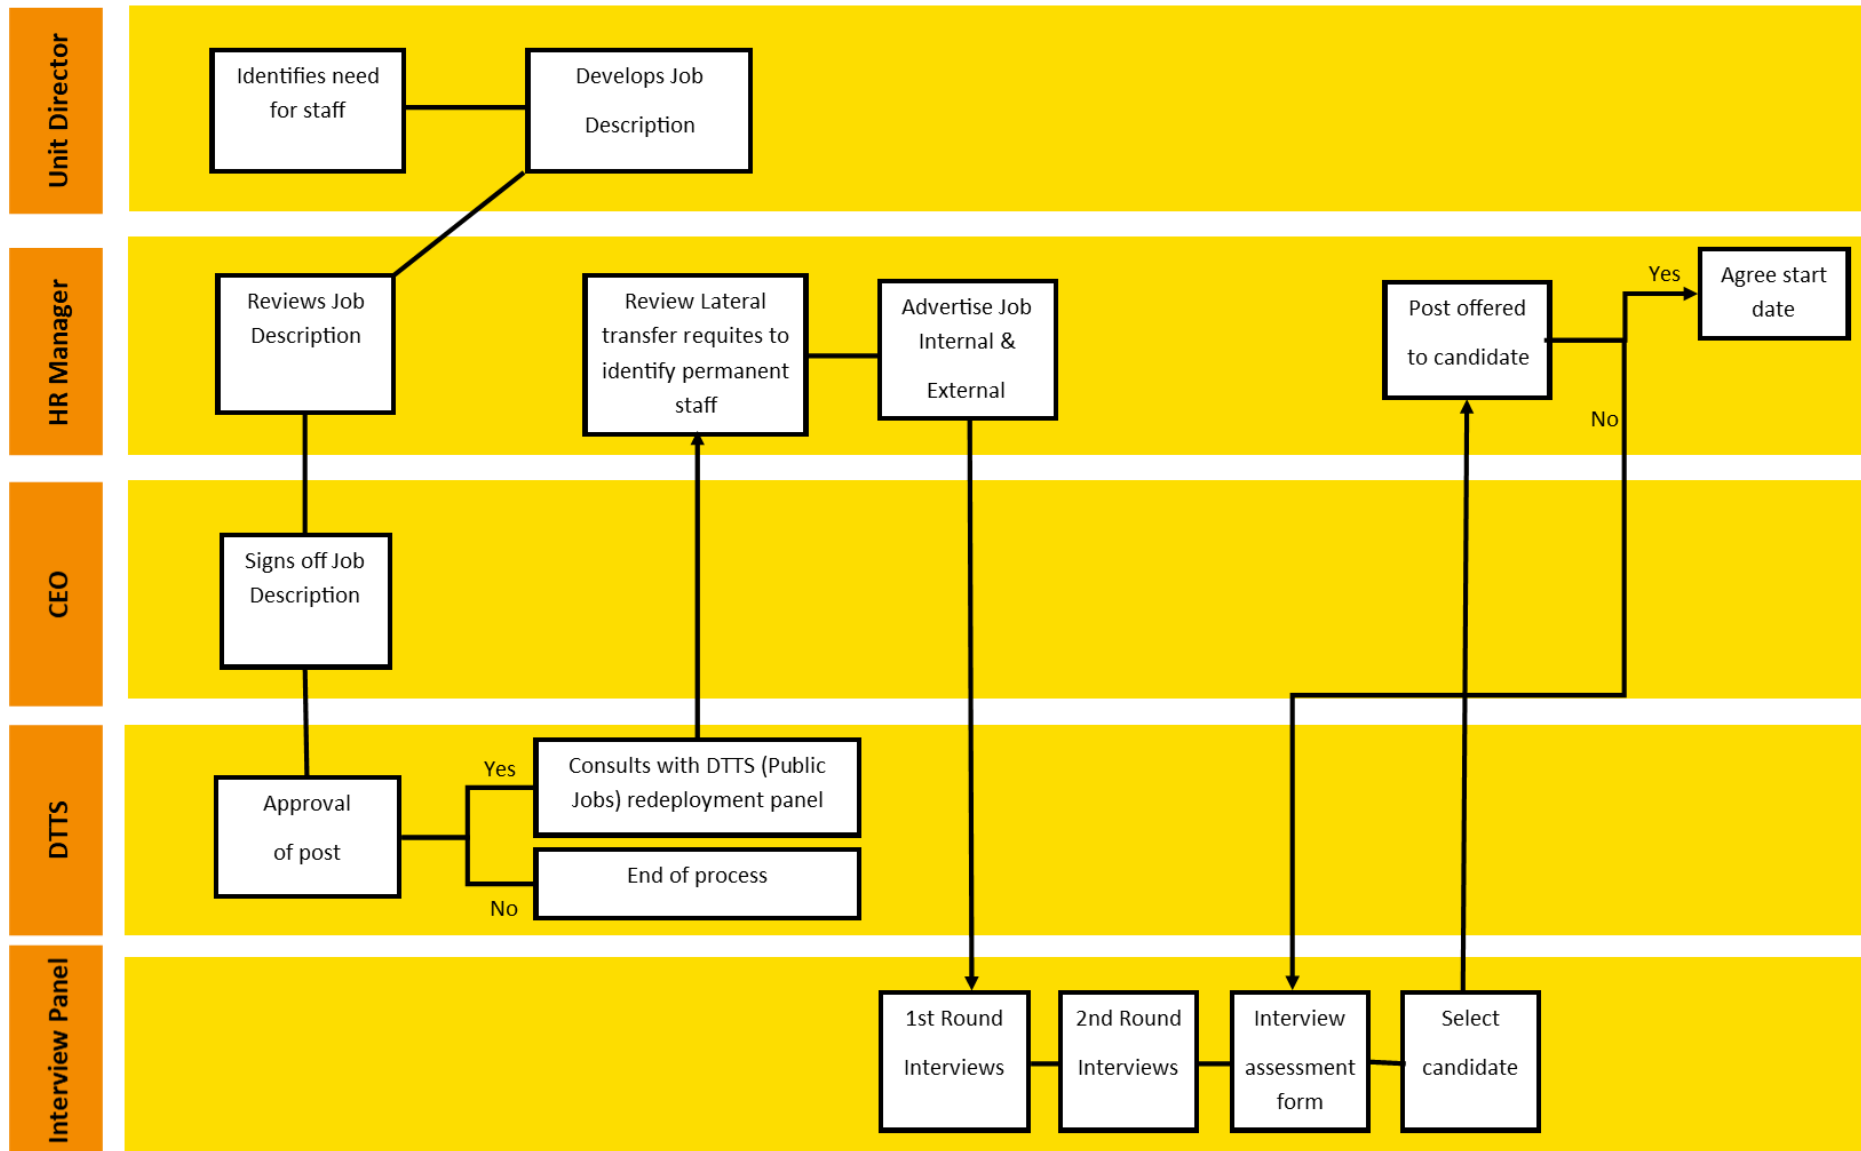 Unit Director
Identifies need
for staff
Develops Job
Description
HR Manager
Reviews Job
Description
Review Lateral
transfer requites to
identify permanent
staff
Advertise Job
Internal &
External
Post offered
to candidate
Yes
No
Agree start
date
CEO
Signs off Job
Description
DTTS
Approval
of post
Yes
No
Consults with DTTS (Public
Jobs) redeployment panel
End of process
Interview Panel
1st Round
Interviews
2nd Round
Interviews
Interview
assessment
form
Select
candidate